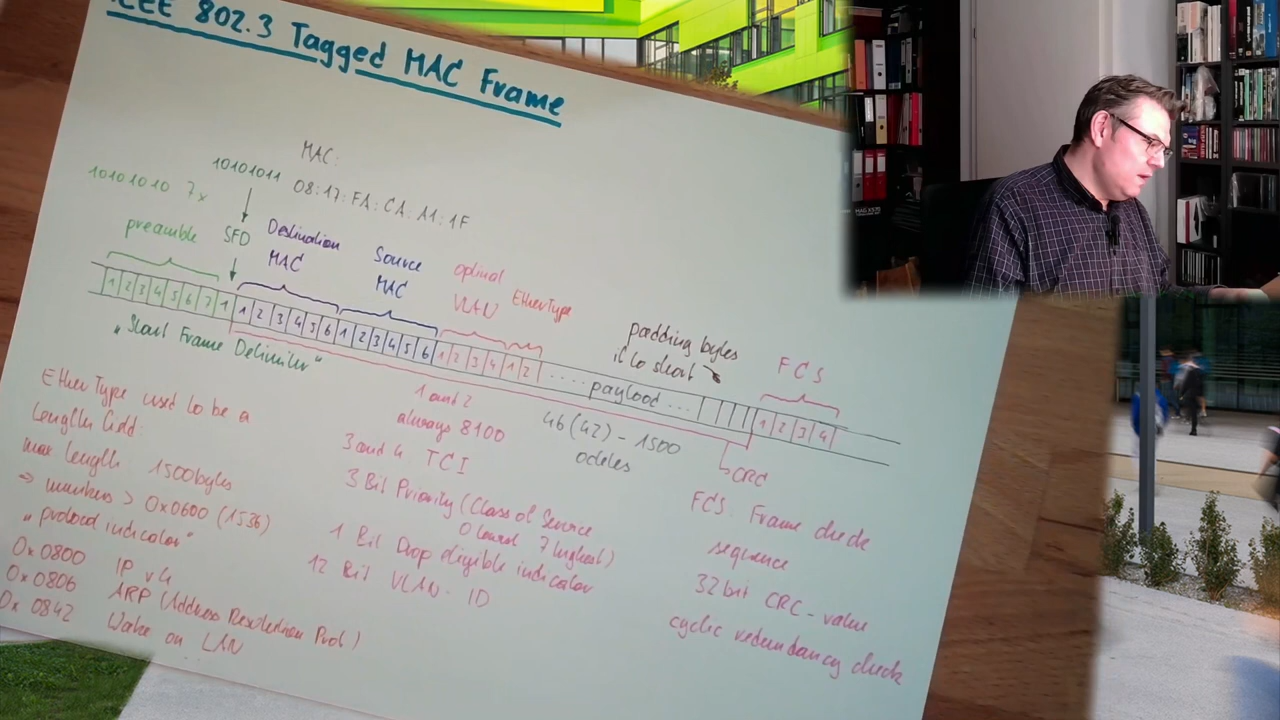 IEEE 802.3 Tagged MAC Frame
MAC:
10101010 7x
10101011
08:17:FA:CA:A1:1F
preamble
SFD
Destination
MAC
Source
MAC
optional
VLAN
EtherType
padding bytes
if to short
FCS
1 2 3 4 5 6 7 1 1 2 3 4 5 6 1 2 3 4 5 6 1 2 3 4 1 2 ..... payload ... 1 2 3 4
"Start Frame Delimiter"
46 (42) - 1500
octetes
CRC
EtherType used to be a
length field:
max length 1500 bytes
⇒ numbers > 0x0600 (1536)
"protocol indicator"
0x0800 IPv4
0x0806 ARP (Address Resolution Prot.)
0x0842 Wake on LAN
1 and 2
always 8100
3 and 4 TCI
3 Bit Priority (Class of Service
0 lowest 7 highest)
1 Bit Drop eligible indicator
12 Bit VLAN-ID
FCS Frame check
sequence
32 bit CRC-value
cyclic redundancy check